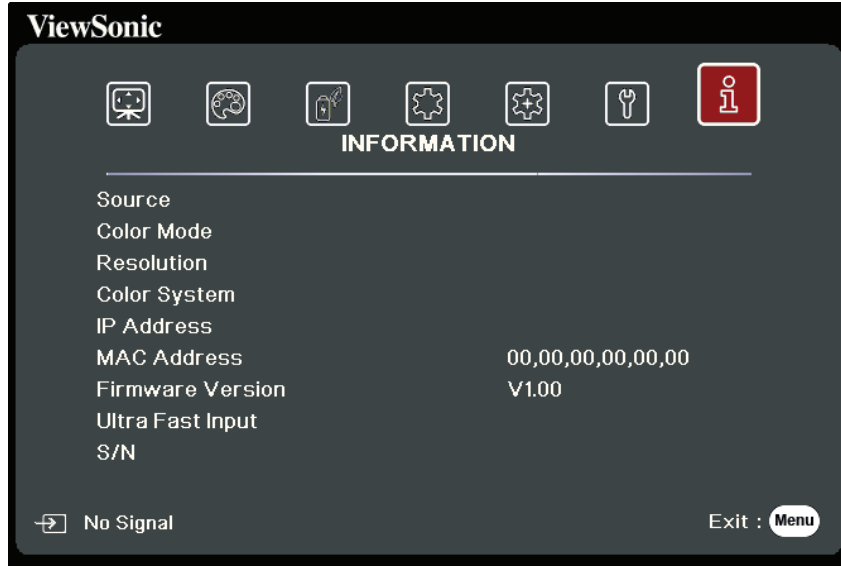 ViewSonic
INFORMATION
Source
Color Mode
Resolution
Color System
IP Address
MAC Address 00,00,00,00,00,00
Firmware Version V1.00
Ultra Fast Input
S/N
No Signal Exit : Menu